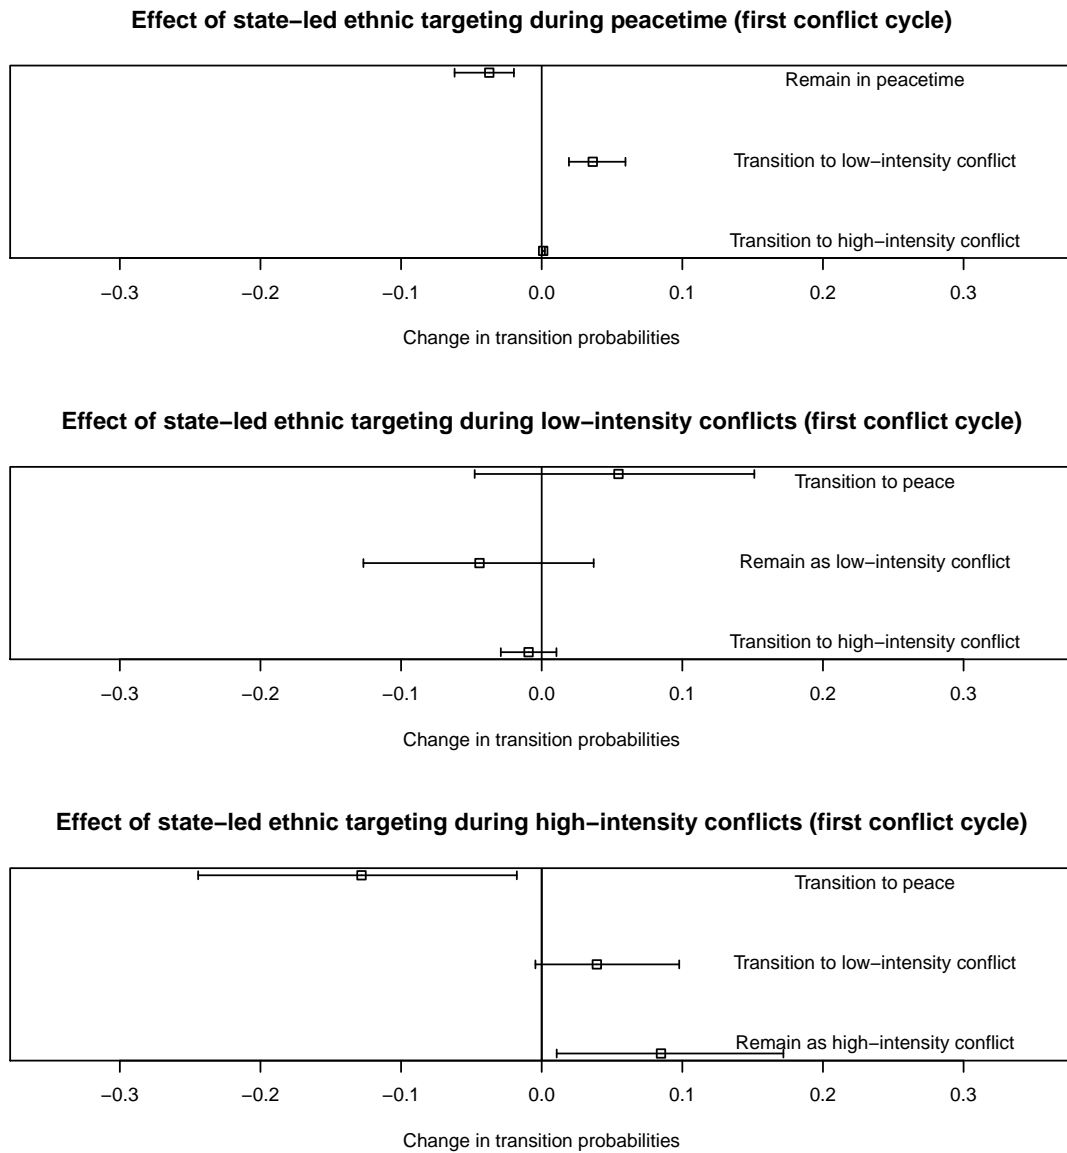 Effect of state−led ethnic targeting during peacetime (first conflict cycle)
Remain in peacetime
Transition to low−intensity conflict
Transition to high−intensity conflict
−0.3 −0.2 −0.1 0.0 0.1 0.2 0.3
Change in transition probabilities
Effect of state−led ethnic targeting during low−intensity conflicts (first conflict cycle)
Transition to peace
Remain as low−intensity conflict
Transition to high−intensity conflict
−0.3 −0.2 −0.1 0.0 0.1 0.2 0.3
Change in transition probabilities
Effect of state−led ethnic targeting during high−intensity conflicts (first conflict cycle)
Transition to peace
Transition to low−intensity conflict
Remain as high−intensity conflict
−0.3 −0.2 −0.1 0.0 0.1 0.2 0.3
Change in transition probabilities